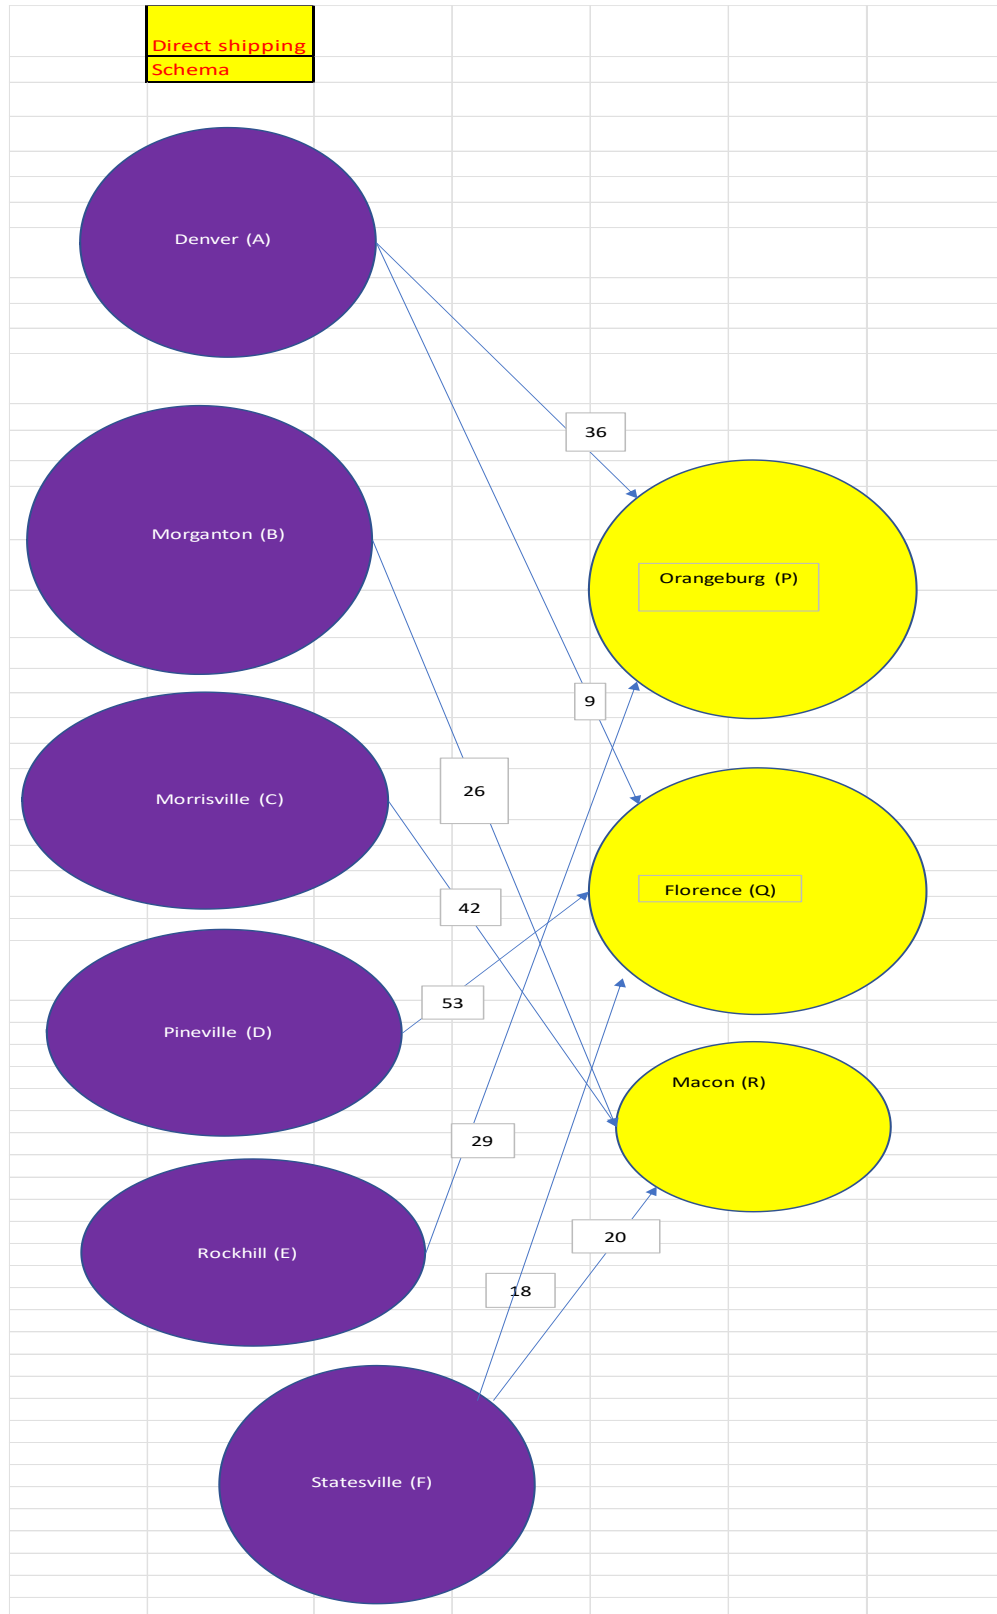 Direct shipping
Schema
Denver (A)
36
Morganton (B)
Orangeburg (P)
9
26
Morrisville (C)
Florence (Q)
42
53
Pineville (D)
Macon (R)
29
20
Rockhill (E)
18
Statesville (F)